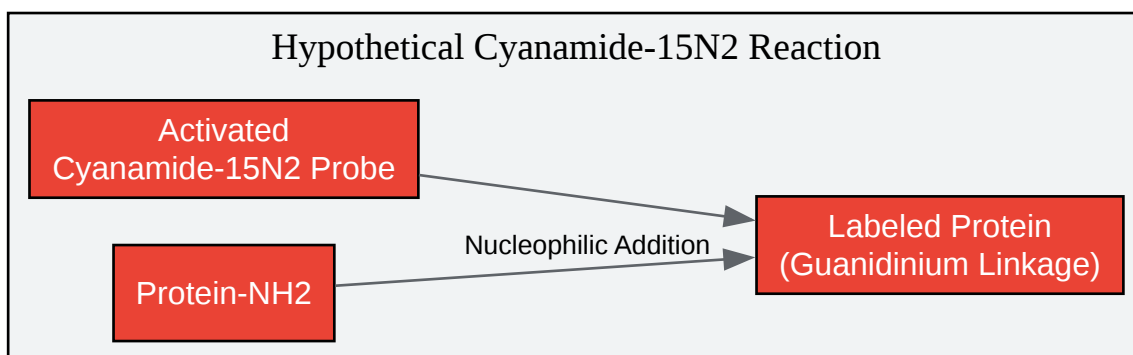 Hypothetical Cyanamide-15N2 Reaction
Activated
Cyanamide-15N2 Probe
Nucleophilic Addition
Protein-NH2
Labeled Protein
(Guanidinium Linkage)